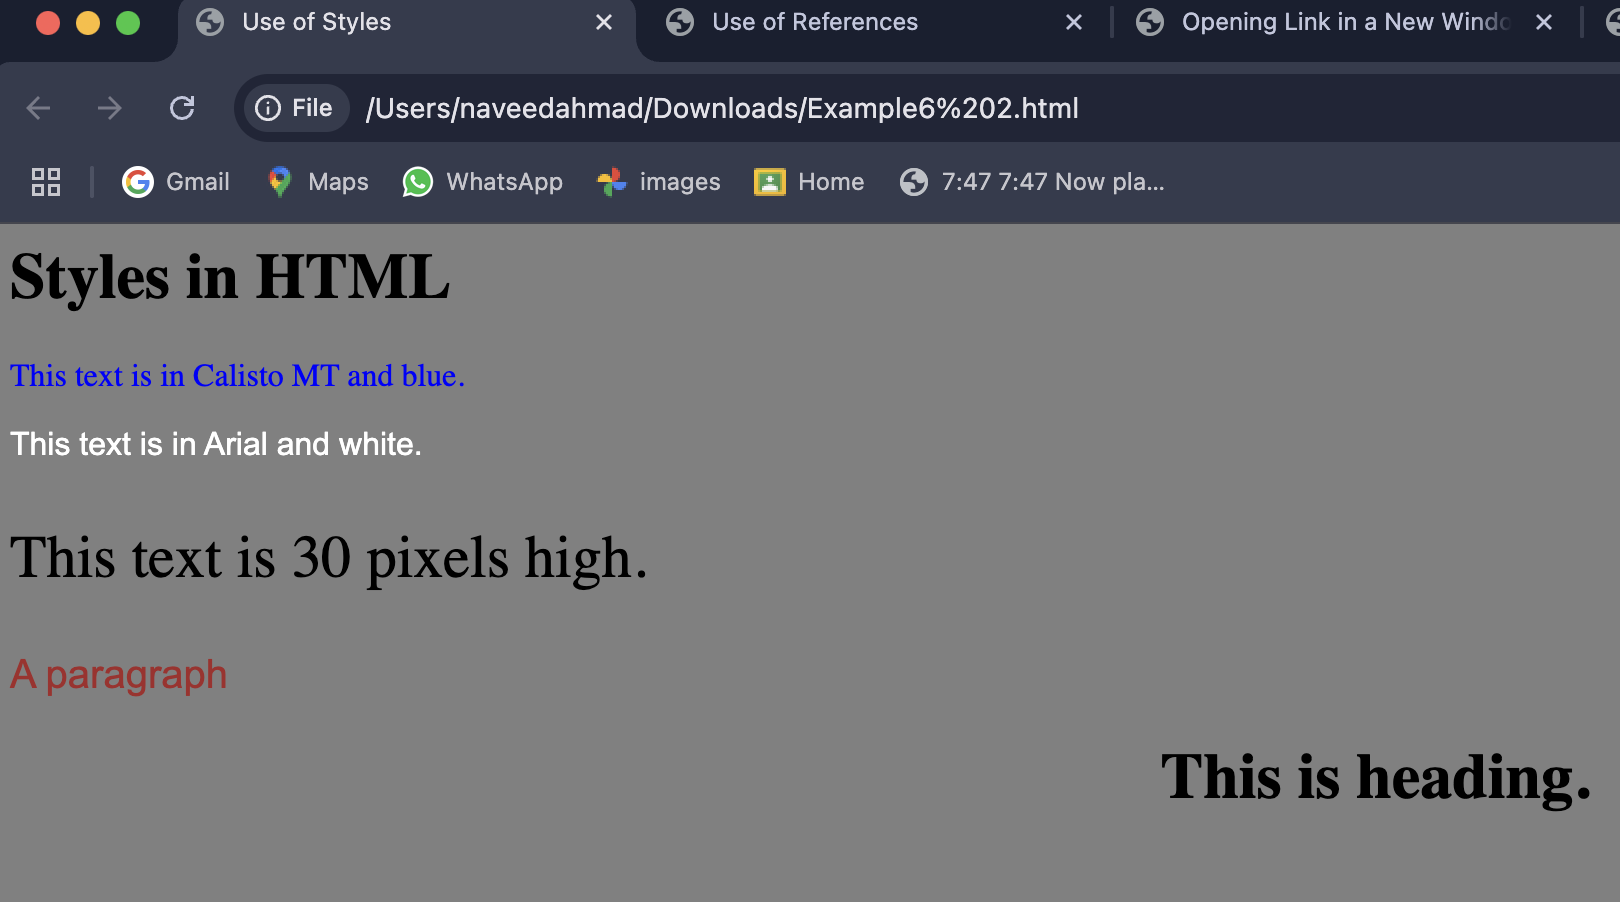 Use of Styles
Use of References
Opening Link in a New Windo
File /Users/naveedahmad/Downloads/Example6%202.html
Gmail Maps WhatsApp images Home 7:47 7:47 Now pla...
Styles in HTML
This text is in Calisto MT and blue.
This text is in Arial and white.
This text is 30 pixels high.
A paragraph
This is heading.